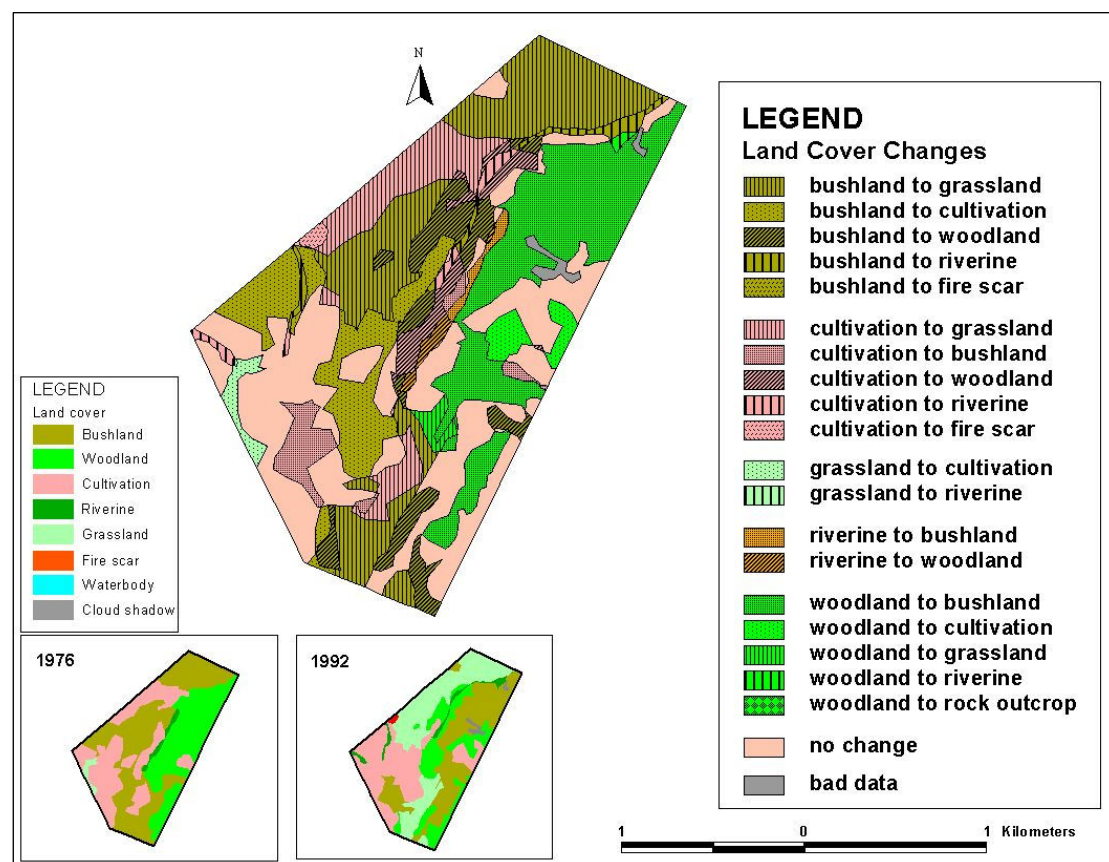 N
LEGEND
Land Cover Changes
bushland to grassland
bushland to cultivation
bushland to woodland
bushland to riverine
bushland to fire scar
cultivation to grassland
cultivation to bushland
cultivation to woodland
cultivation to riverine
cultivation to fire scar
grassland to cultivation
grassland to riverine
riverine to bushland
riverine to woodland
woodland to bushland
woodland to cultivation
woodland to grassland
woodland to riverine
woodland to rock outcrop
no change
bad data
LEGEND
Land cover
Bushland
Woodland
Cultivation
Riverine
Grassland
Fire scar
Waterbody
Cloud shadow
1976
1992
1 0 1 Kilometers